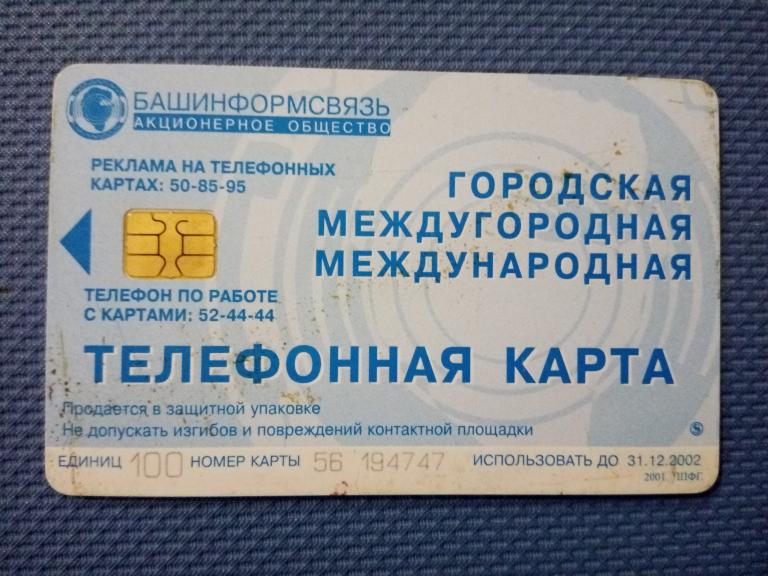 БАШИНФОРМСВЯЗЬ
АКЦИОНЕРНОЕ ОБЩЕСТВО
РЕКЛАМА НА ТЕЛЕФОННЫХ
КАРТАХ: 50-85-95
ГОРОДСКАЯ
МЕЖДУГОРОДНАЯ
МЕЖДУНАРОДНАЯ
ТЕЛЕФОН ПО РАБОТЕ
С КАРТАМИ: 52-44-44
ТЕЛЕФОННАЯ КАРТА
Продается в защитной упаковке
Не допускать изгибов и повреждений контактной площадки
ЕДИНИЦ 100 НОМЕР КАРТЫ 56 194747 ИСПОЛЬЗОВАТЬ ДО 31.12.2002
2001 ШФГ